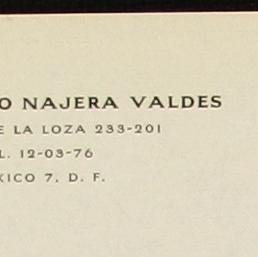 O NAJERA VALDES
E LA LOZA 233-201
L. 12-03-76
XICO 7, D. F.